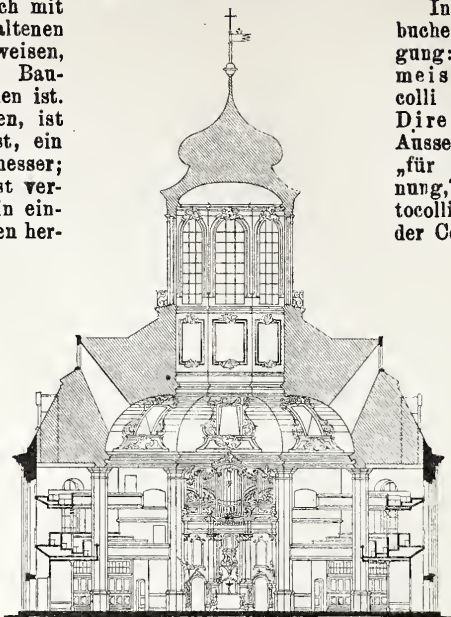 ch mit
altenen
weisen,
Bau-
en ist.
en, ist
st, ein
messer;
st ver-
in ein-
en her-
In
buche
gung:
meis
colli
Dire
Ausse
„für
nung,“
tocolli
der Co